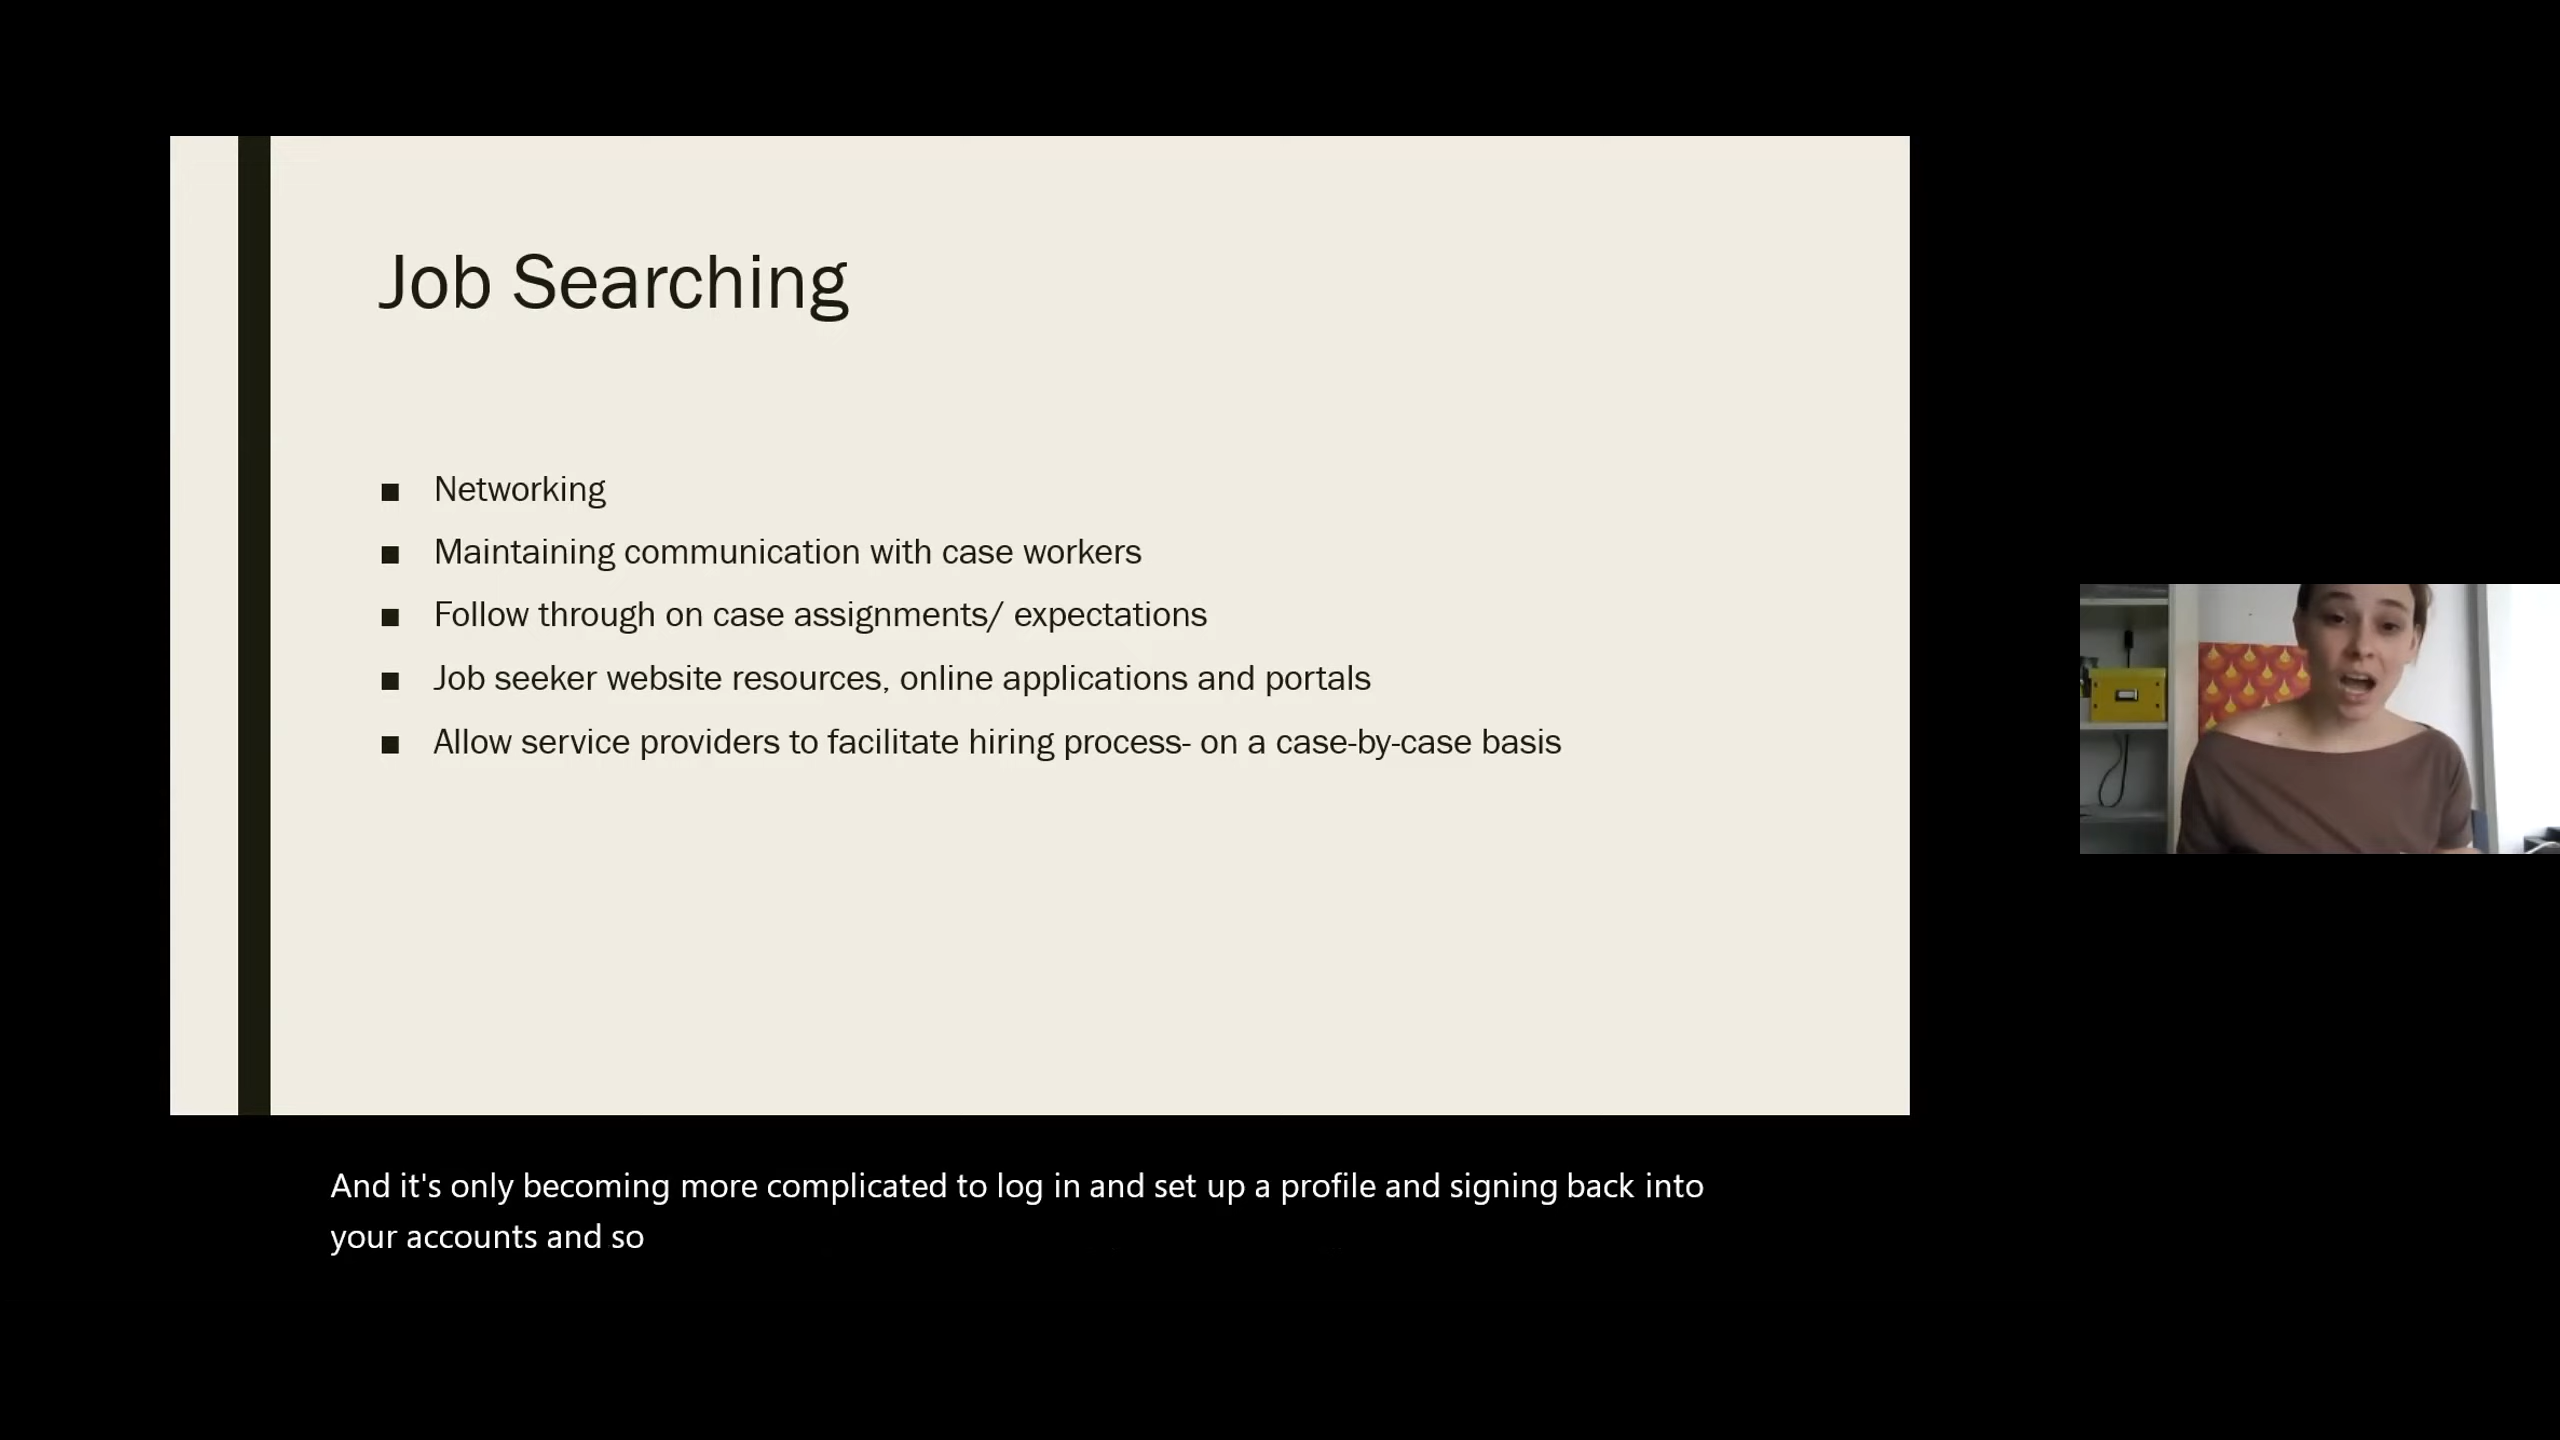 Job Searching
Networking
Maintaining communication with case workers
Follow through on case assignments/ expectations
Job seeker website resources, online applications and portals
Allow service providers to facilitate hiring process- on a case-by-case basis
And it's only becoming more complicated to log in and set up a profile and signing back into
your accounts and so